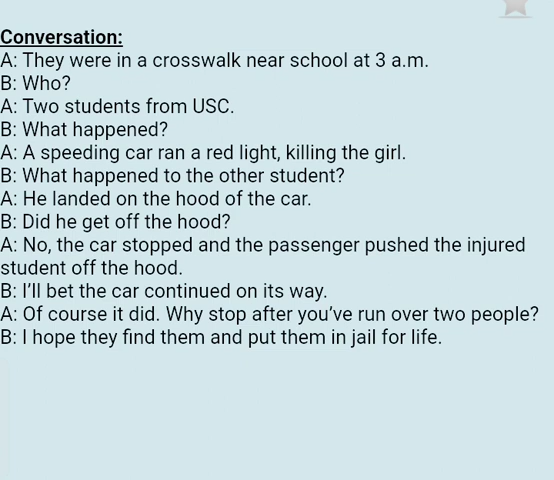 Conversation:
A: They were in a crosswalk near school at 3 a.m.
B: Who?
A: Two students from USC.
B: What happened?
A: A speeding car ran a red light, killing the girl.
B: What happened to the other student?
A: He landed on the hood of the car.
B: Did he get off the hood?
A: No, the car stopped and the passenger pushed the injured
student off the hood.
B: I’ll bet the car continued on its way.
A: Of course it did. Why stop after you’ve run over two people?
B: I hope they find them and put them in jail for life.